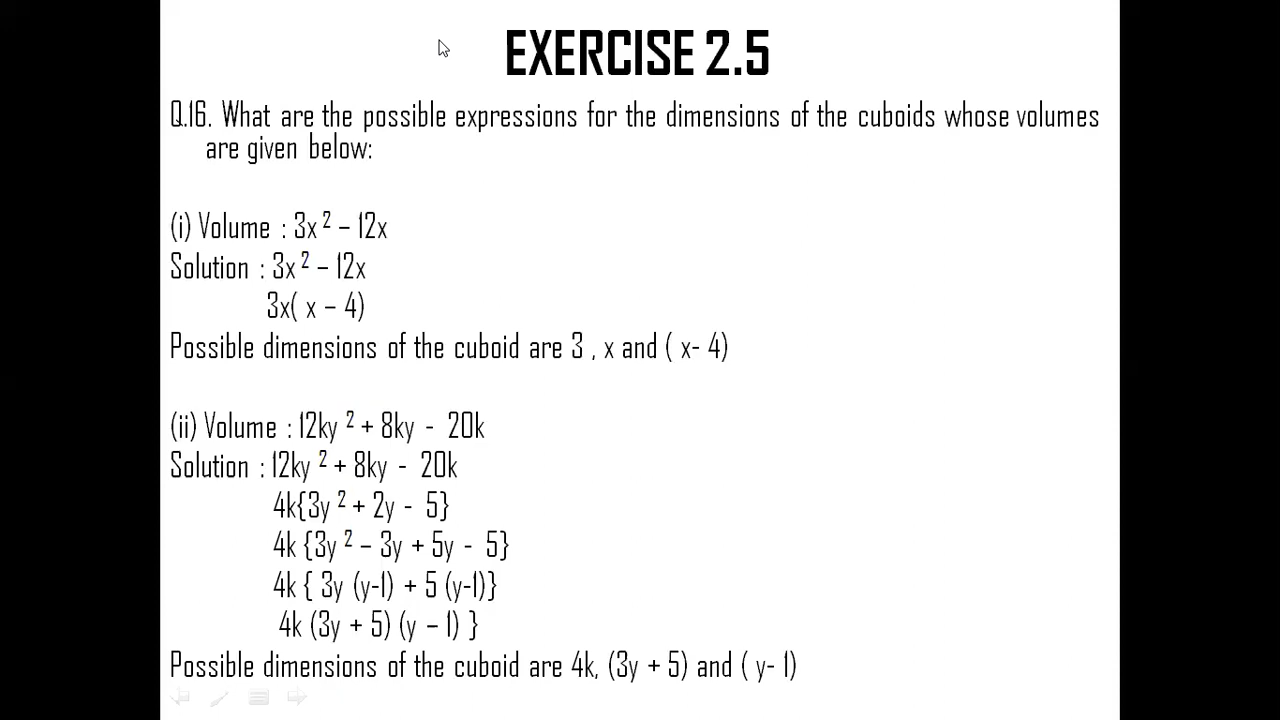 EXERCISE 2.5
Q.16. What are the possible expressions for the dimensions of the cuboids whose volumes
are given below:
(i) Volume : 3x² – 12x
Solution : 3x² – 12x
3x( x – 4)
Possible dimensions of the cuboid are 3 , x and ( x- 4)
(ii) Volume : 12ky² + 8ky - 20k
Solution : 12ky² + 8ky - 20k
4k{3y² + 2y - 5}
4k {3y² – 3y + 5y - 5}
4k { 3y (y-1) + 5 (y-1)}
4k (3y + 5) (y – 1) }
Possible dimensions of the cuboid are 4k, (3y + 5) and ( y- 1)